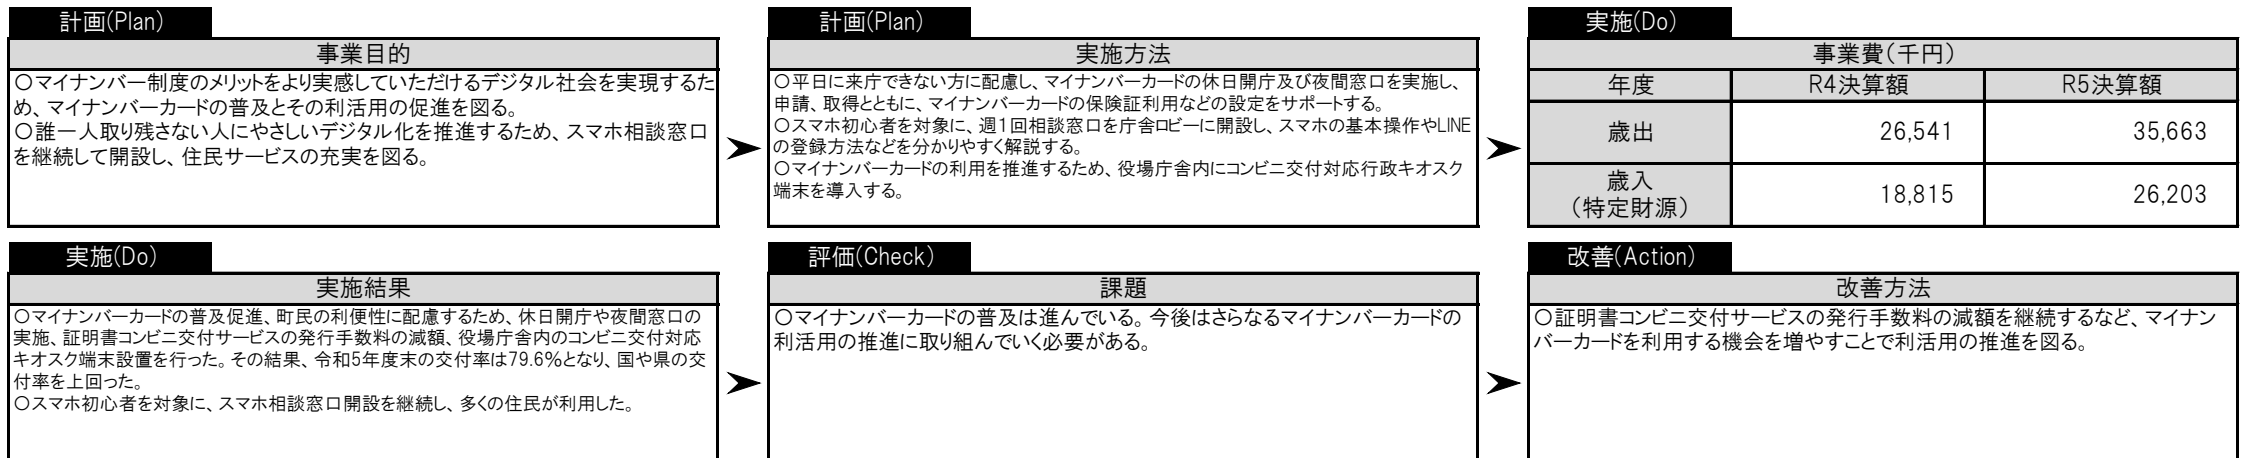 計画(Plan)
事業目的
〇マイナンバー制度のメリットをより実感していただけるデジタル社会を実現するた
め、マイナンバーカードの普及とその利活用の促進を図る。
〇誰一人取り残さない人にやさしいデジタル化を推進するため、スマホ相談窓口
を継続して開設し、住民サービスの充実を図る。
計画(Plan)
実施方法
〇平日に来庁できない方に配慮し、マイナンバーカードの休日開庁及び夜間窓口を実施し、
申請、取得とともに、マイナンバーカードの保険証利用などの設定をサポートする。
〇スマホ初心者を対象に、週1回相談窓口を庁舎ロビーに開設し、スマホの基本操作やLINE
の登録方法などを分かりやすく解説する。
〇マイナンバーカードの利用を推進するため、役場庁舎内にコンビニ交付対応行政キオスク
端末を導入する。
実施(Do)
事業費（千円）
年度 R4決算額 R5決算額
歳出 26,541 35,663
歳入
（特定財源） 18,815 26,203
実施(Do)
実施結果
〇マイナンバーカードの普及促進、町民の利便性に配慮するため、休日開庁や夜間窓口の
実施、証明書コンビニ交付サービスの発行手数料の減額、役場庁舎内のコンビニ交付対応
キオスク端末設置を行った。その結果、令和5年度末の交付率は79.6％となり、国や県の交
付率を上回った。
〇スマホ初心者を対象に、スマホ相談窓口開設を継続し、多くの住民が利用した。
評価(Check)
課題
〇マイナンバーカードの普及は進んでいる。今後はさらなるマイナンバーカードの
利活用の推進に取り組んでいく必要がある。
改善(Action)
改善方法
〇証明書コンビニ交付サービスの発行手数料の減額を継続するなど、マイナン
バーカードを利用する機会を増やすことで利活用の推進を図る。